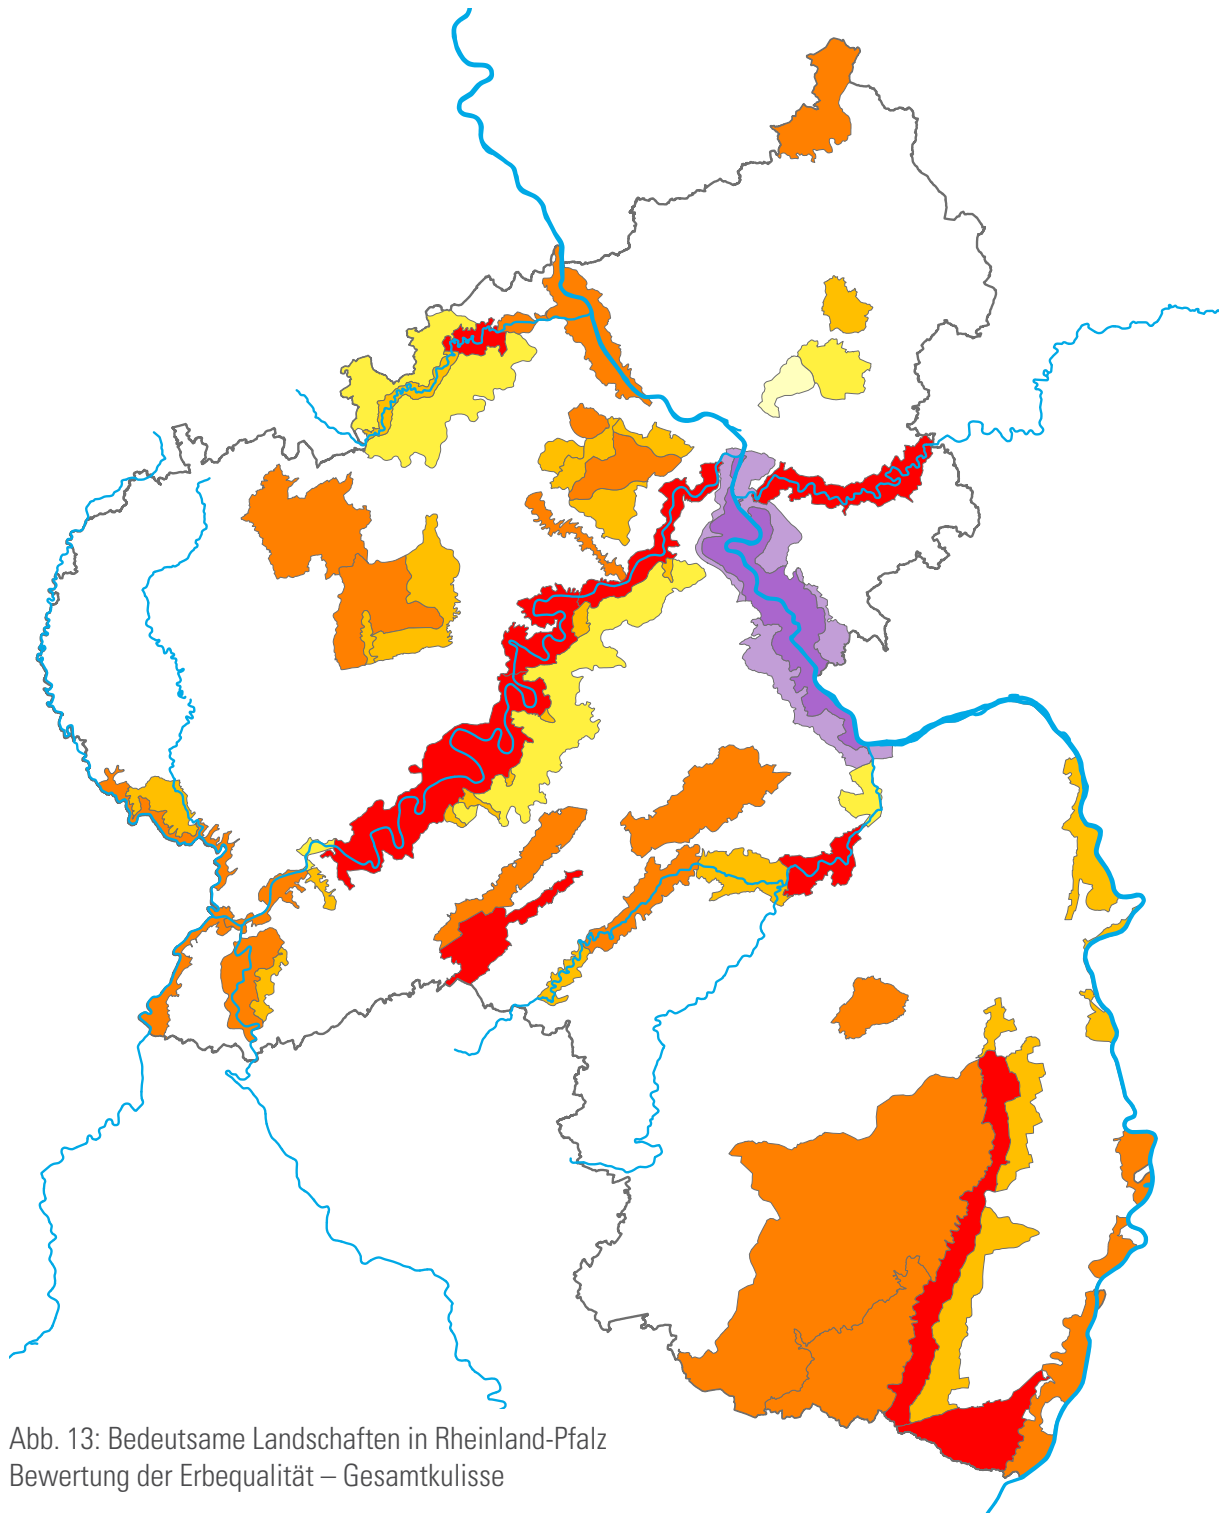 Abb. 13: Bedeutsame Landschaften in Rheinland-Pfalz
Bewertung der Erbequalität – Gesamtkulisse